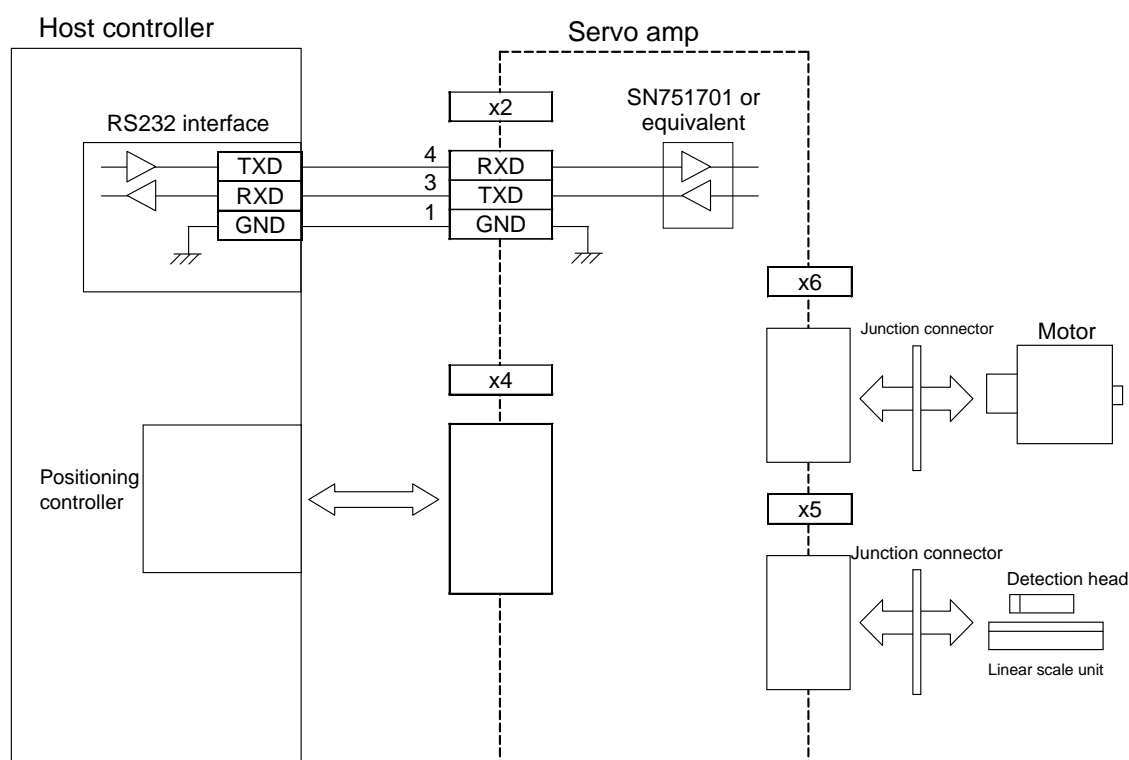 Host controller
Servo amp
x2
SN751701 or
equivalent
RS232 interface
TXD
4
RXD
RXD
3
TXD
GND
1
GND
x6
Junction connector
Motor
x4
Positioning
controller
x5
Junction connector
Detection head
Linear scale unit